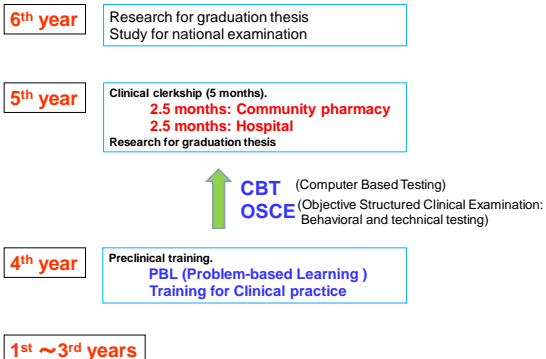 6th year
Research for graduation thesis
Study for national examination
5th year
Clinical clerkship (5 months).
2.5 months: Community pharmacy
2.5 months: Hospital
Research for graduation thesis
CBT (Computer Based Testing)
OSCE (Objective Structured Clinical Examination:
Behavioral and technical testing)
4th year
Preclinical training.
PBL (Problem-based Learning )
Training for Clinical practice
1st ～3rd years